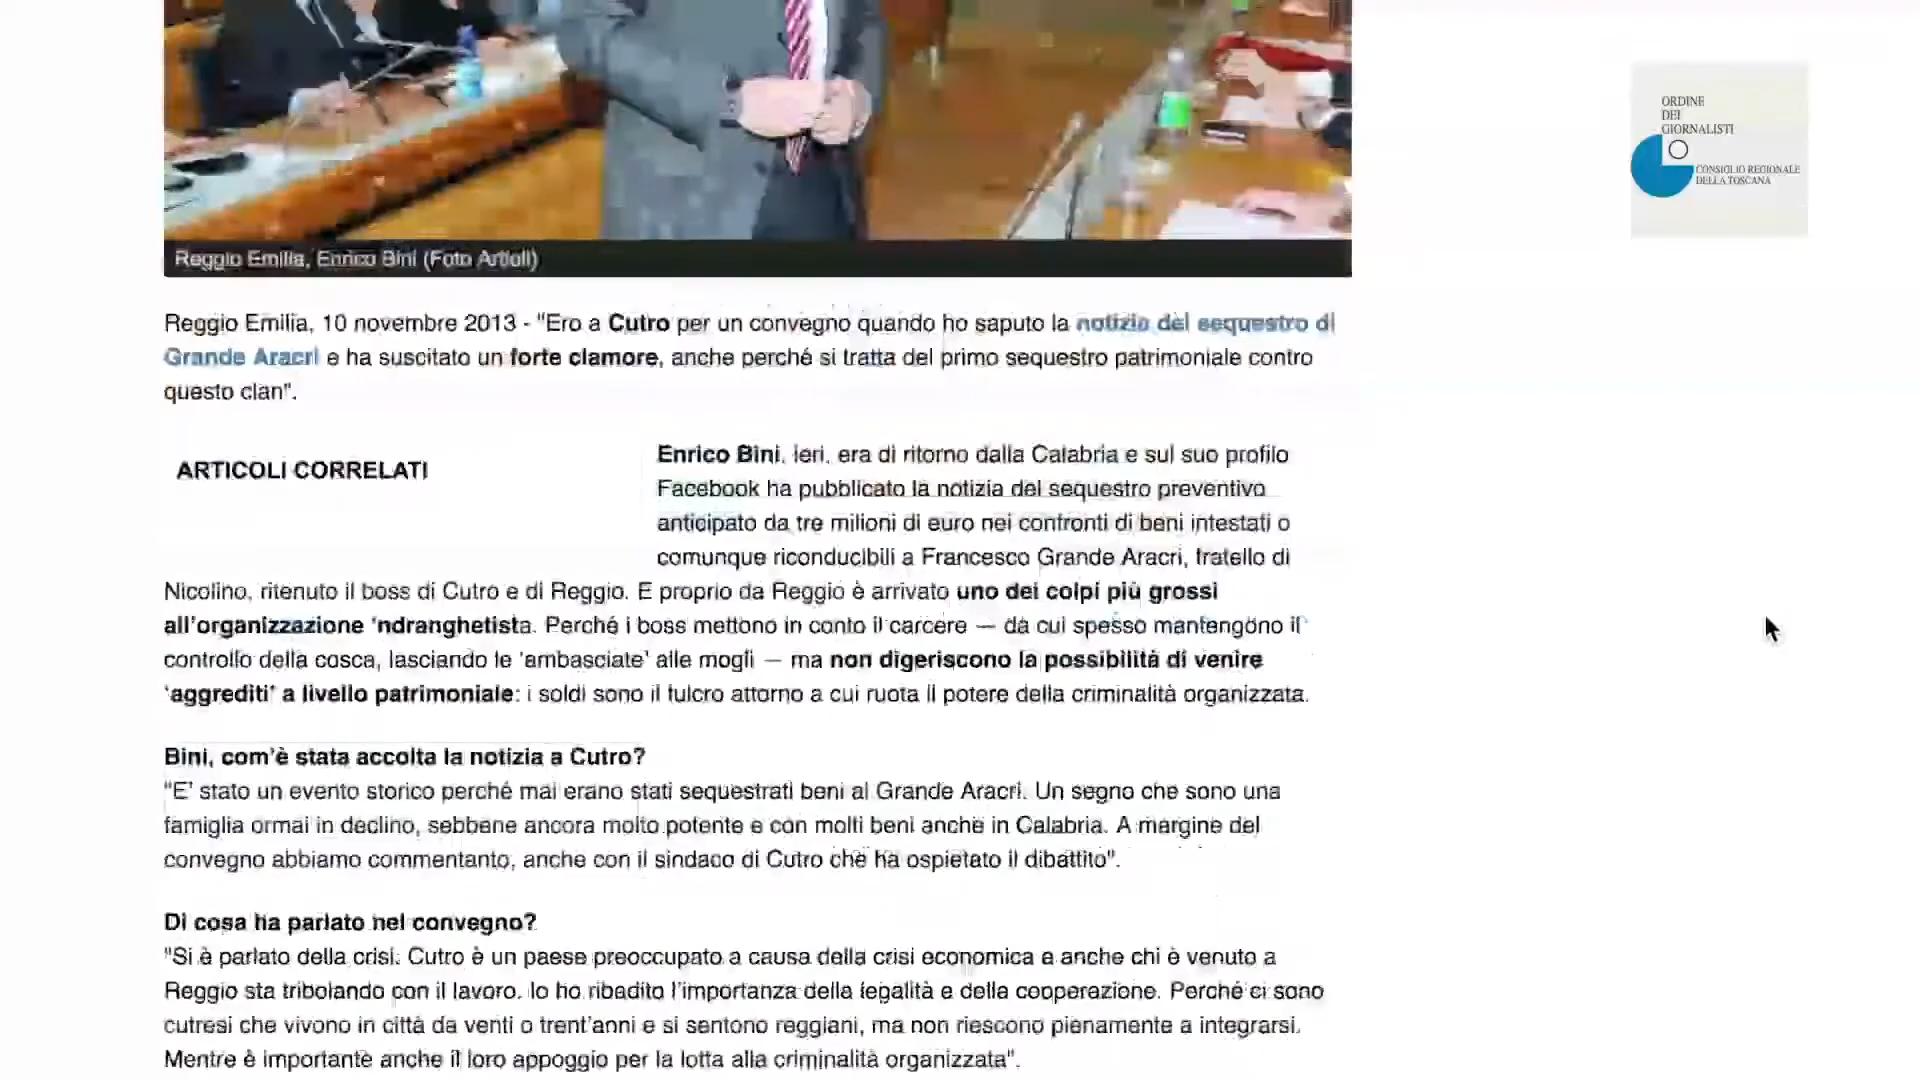 ORDINE
DEI
GIORNALISTI
CONSIGLIO REGIONALE
DELLA TOSCANA
Reggio Emilia, Enrico Bini (Foto Artioli)
Reggio Emilia, 10 novembre 2013 - "Ero a Cutro per un convegno quando ho saputo la notizia del sequestro di
Grande Aracri e ha suscitato un forte clamore, anche perché si tratta del primo sequestro patrimoniale contro
questo clan".
ARTICOLI CORRELATI
Enrico Bini, ieri, era di ritorno dalla Calabria e sul suo profilo
Facebook ha pubblicato la notizia del sequestro preventivo
anticipato da tre milioni di euro nei confronti di beni intestati o
comunque riconducibili a Francesco Grande Aracri, fratello di
Nicolino, ritenuto il boss di Cutro e di Reggio. E proprio da Reggio è arrivato uno dei colpi più grossi
all'organizzazione 'ndranghetista. Perché i boss mettono in conto il carcere — da cui spesso mantengono il
controllo della cosca, lasciando le 'ambasciate' alle mogli — ma non digeriscono la possibilità di venire
'aggrediti' a livello patrimoniale: i soldi sono il fulcro attorno a cui ruota il potere della criminalità organizzata.
Bini, com'è stata accolta la notizia a Cutro?
"E' stato un evento storico perché mai erano stati sequestrati beni ai Grande Aracri. Un segno che sono una
famiglia ormai in declino, sebbene ancora molto potente e con molti beni anche in Calabria. A margine del
convegno abbiamo commentanto, anche con il sindaco di Cutro che ha ospietato il dibattito".
Di cosa ha parlato nel convegno?
"Si è parlato della crisi. Cutro è un paese preoccupato a causa della crisi economica e anche chi è venuto a
Reggio sta tribolando con il lavoro. Io ho ribadito l'importanza della legalità e della cooperazione. Perché ci sono
cutresi che vivono in città da venti o trent'anni e si sentono reggiani, ma non riescono pienamente a integrarsi.
Mentre è importante anche il loro appoggio per la lotta alla criminalità organizzata".